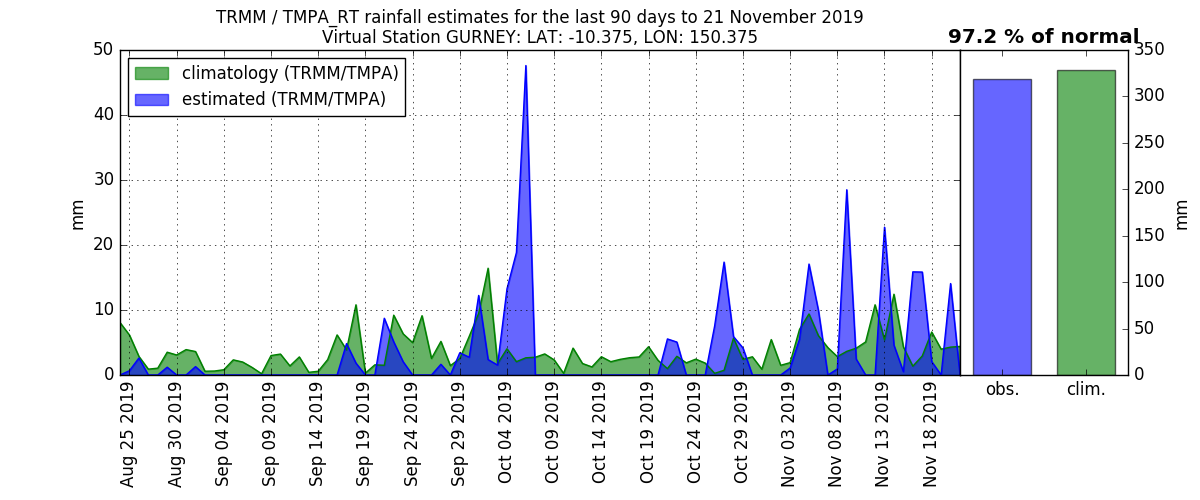 TRMM / TMPA_RT rainfall estimates for the last 90 days to 21 November 2019
Virtual Station GURNEY: LAT: -10.375, LON: 150.375
97.2 % of normal
climatology (TRMM/TMPA)
estimated (TRMM/TMPA)
50
40
30
20
10
0
mm
Aug 25 2019
Aug 30 2019
Sep 04 2019
Sep 09 2019
Sep 14 2019
Sep 19 2019
Sep 24 2019
Sep 29 2019
Oct 04 2019
Oct 09 2019
Oct 14 2019
Oct 19 2019
Oct 24 2019
Oct 29 2019
Nov 03 2019
Nov 08 2019
Nov 13 2019
Nov 18 2019
350
300
250
200
150
100
50
0
mm
obs.
clim.